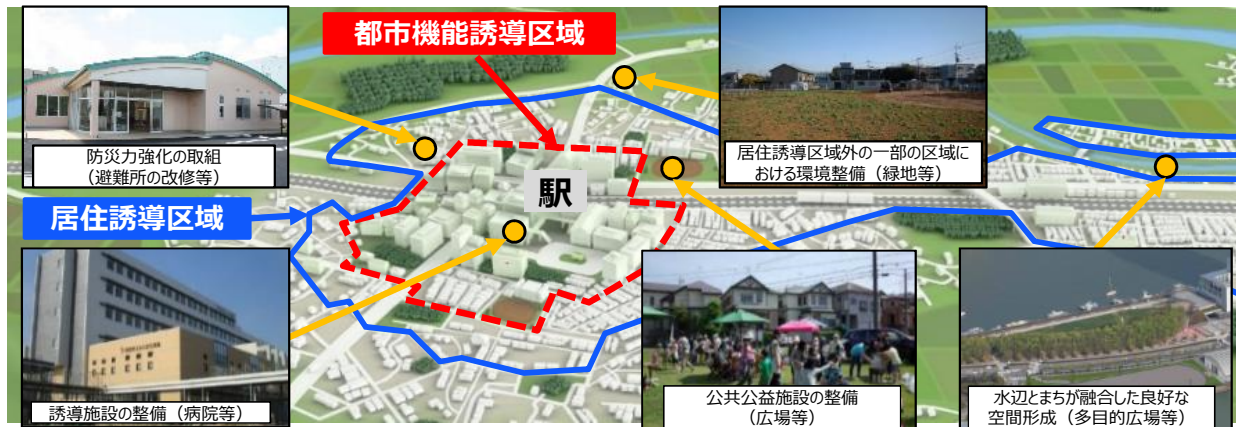 都市機能誘導区域
防災力強化の取組
（避難所の改修等）
居住誘導区域外の一部の区域に
おける環境整備（緑地等）
駅
居住誘導区域
誘導施設の整備（病院等）
公共公益施設の整備
（広場等）
水辺とまちが融合した良好な
空間形成（多目的広場等）